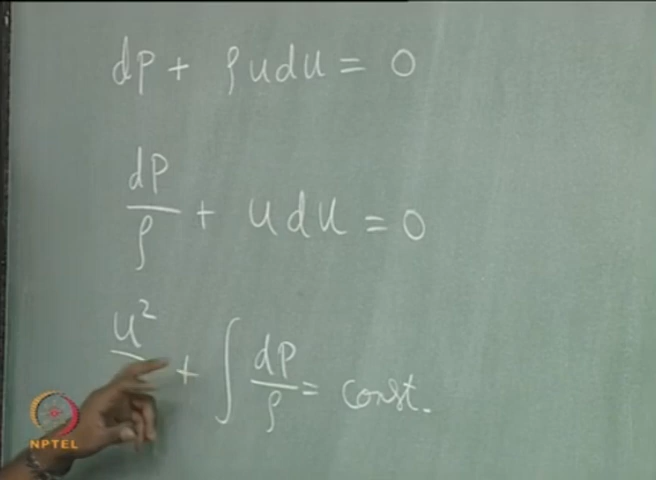 dp + ρudu = 0
dp/ρ + udu = 0
u²/ + ∫ dp/ρ = const.
NPTEL